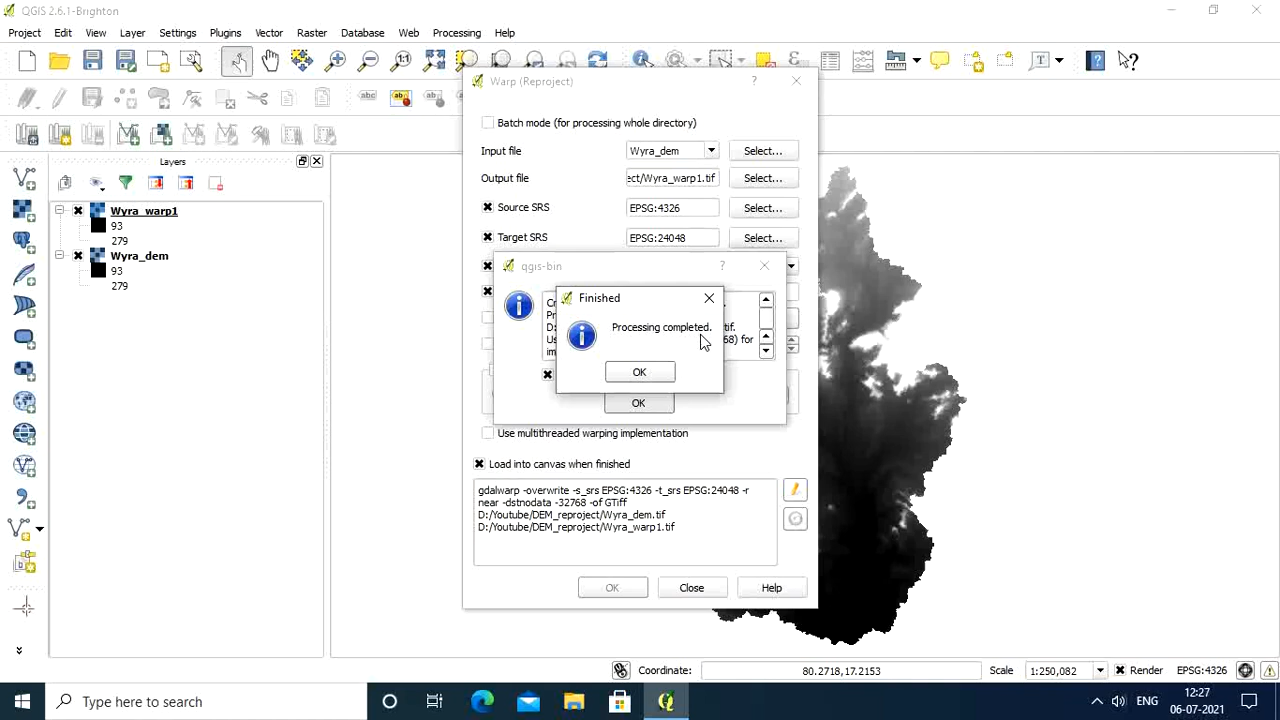 QGIS 2.6.1-Brighton
Project Edit View Layer Settings Plugins Vector Raster Database Web Processing Help
Warp (Reproject)
Batch mode (for processing whole directory)
Input file Wyra_dem Select...
Output file ect/Wyra_warp1.tif Select...
Source SRS EPSG:4326 Select...
Target SRS EPSG:24048 Select...
Layers
Wyra_warp1
93
279
Wyra_dem
93
279
qgis-bin
Finished
Processing completed.
OK
OK
Use multithreaded warping implementation
Load into canvas when finished
gdalwarp -overwrite -s_srs EPSG:4326 -t_srs EPSG:24048 -r
near -dstnodata -32768 -of GTiff
D:/Youtube/DEM_reproject/Wyra_dem.tif
D:/Youtube/DEM_reproject/Wyra_warp1.tif
OK Close Help
Coordinate: 80.2718,17.2153 Scale 1:250,082 Render EPSG:4326
Type here to search
ENG
12:27
06-07-2021